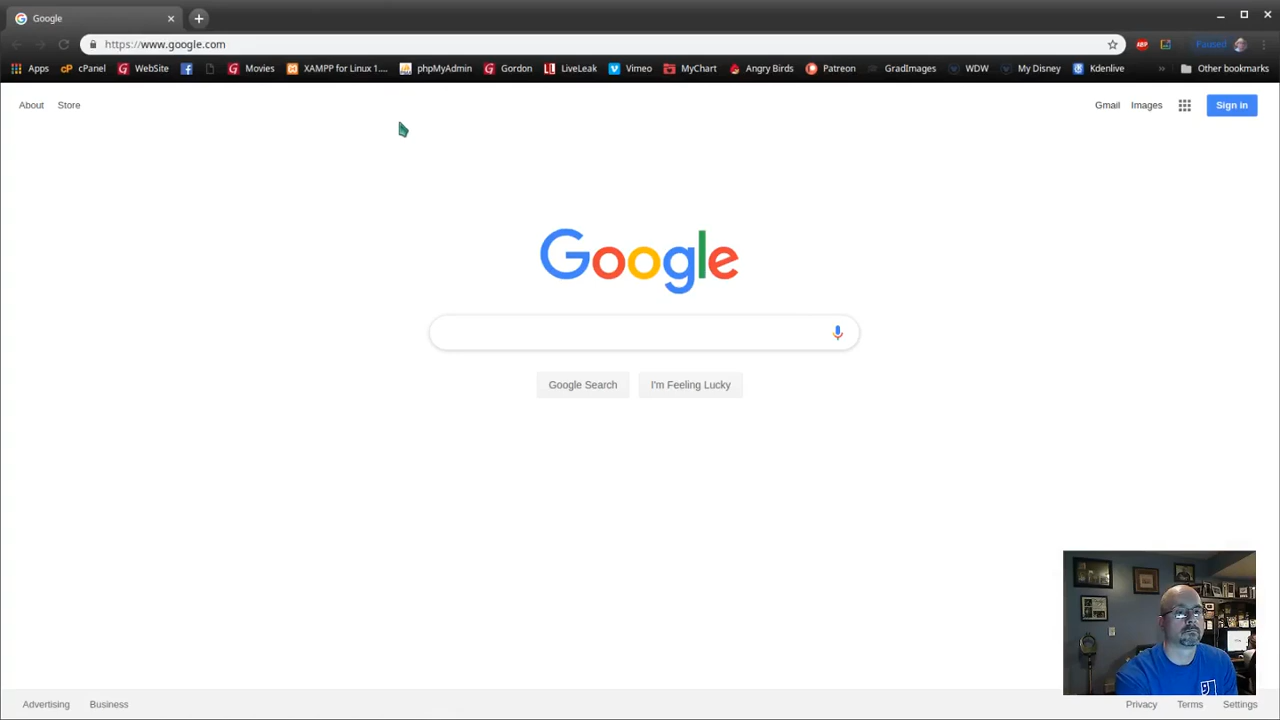 Google
https://www.google.com
Paused
Apps cPanel WebSite Movies XAMPP for Linux 1.... phpMyAdmin Gordon LiveLeak Vimeo MyChart Angry Birds Patreon GradImages WDW My Disney Kdenlive » Other bookmarks
About Store Gmail Images Sign in
Google
Google Search I'm Feeling Lucky
Advertising Business Privacy Terms Settings